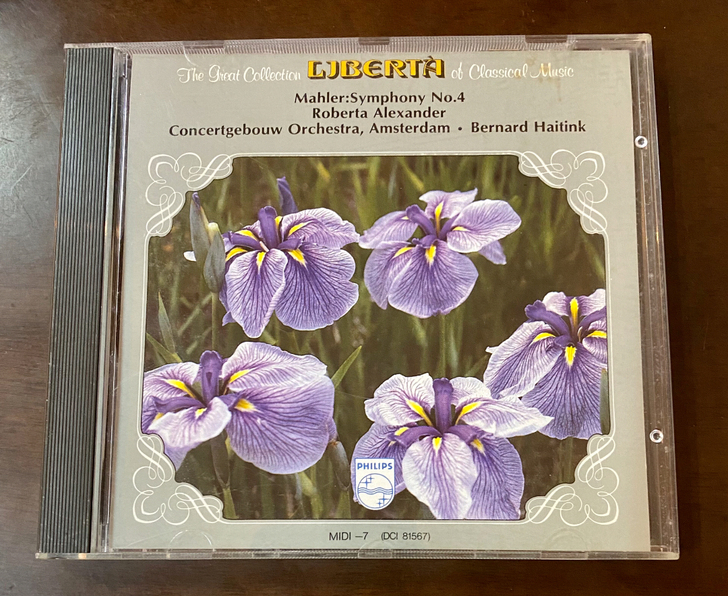 The Great Collection LIBERTÀ of Classical Music
Mahler:Symphony No.4
Roberta Alexander
Concertgebouw Orchestra, Amsterdam • Bernard Haitink
PHILIPS
MIDI –7 (DCI 81567)